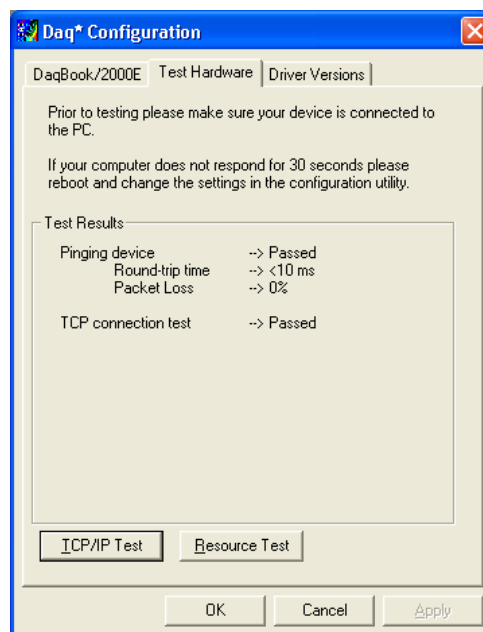 Daq* Configuration
DaqBook/2000E Test Hardware Driver Versions
Prior to testing please make sure your device is connected to
the PC.
If your computer does not respond for 30 seconds please
reboot and change the settings in the configuration utility.
Test Results
Pinging device --> Passed
Round-trip time --> <10 ms
Packet Loss --> 0%
TCP connection test --> Passed
TCP/IP Test Resource Test
OK Cancel Apply